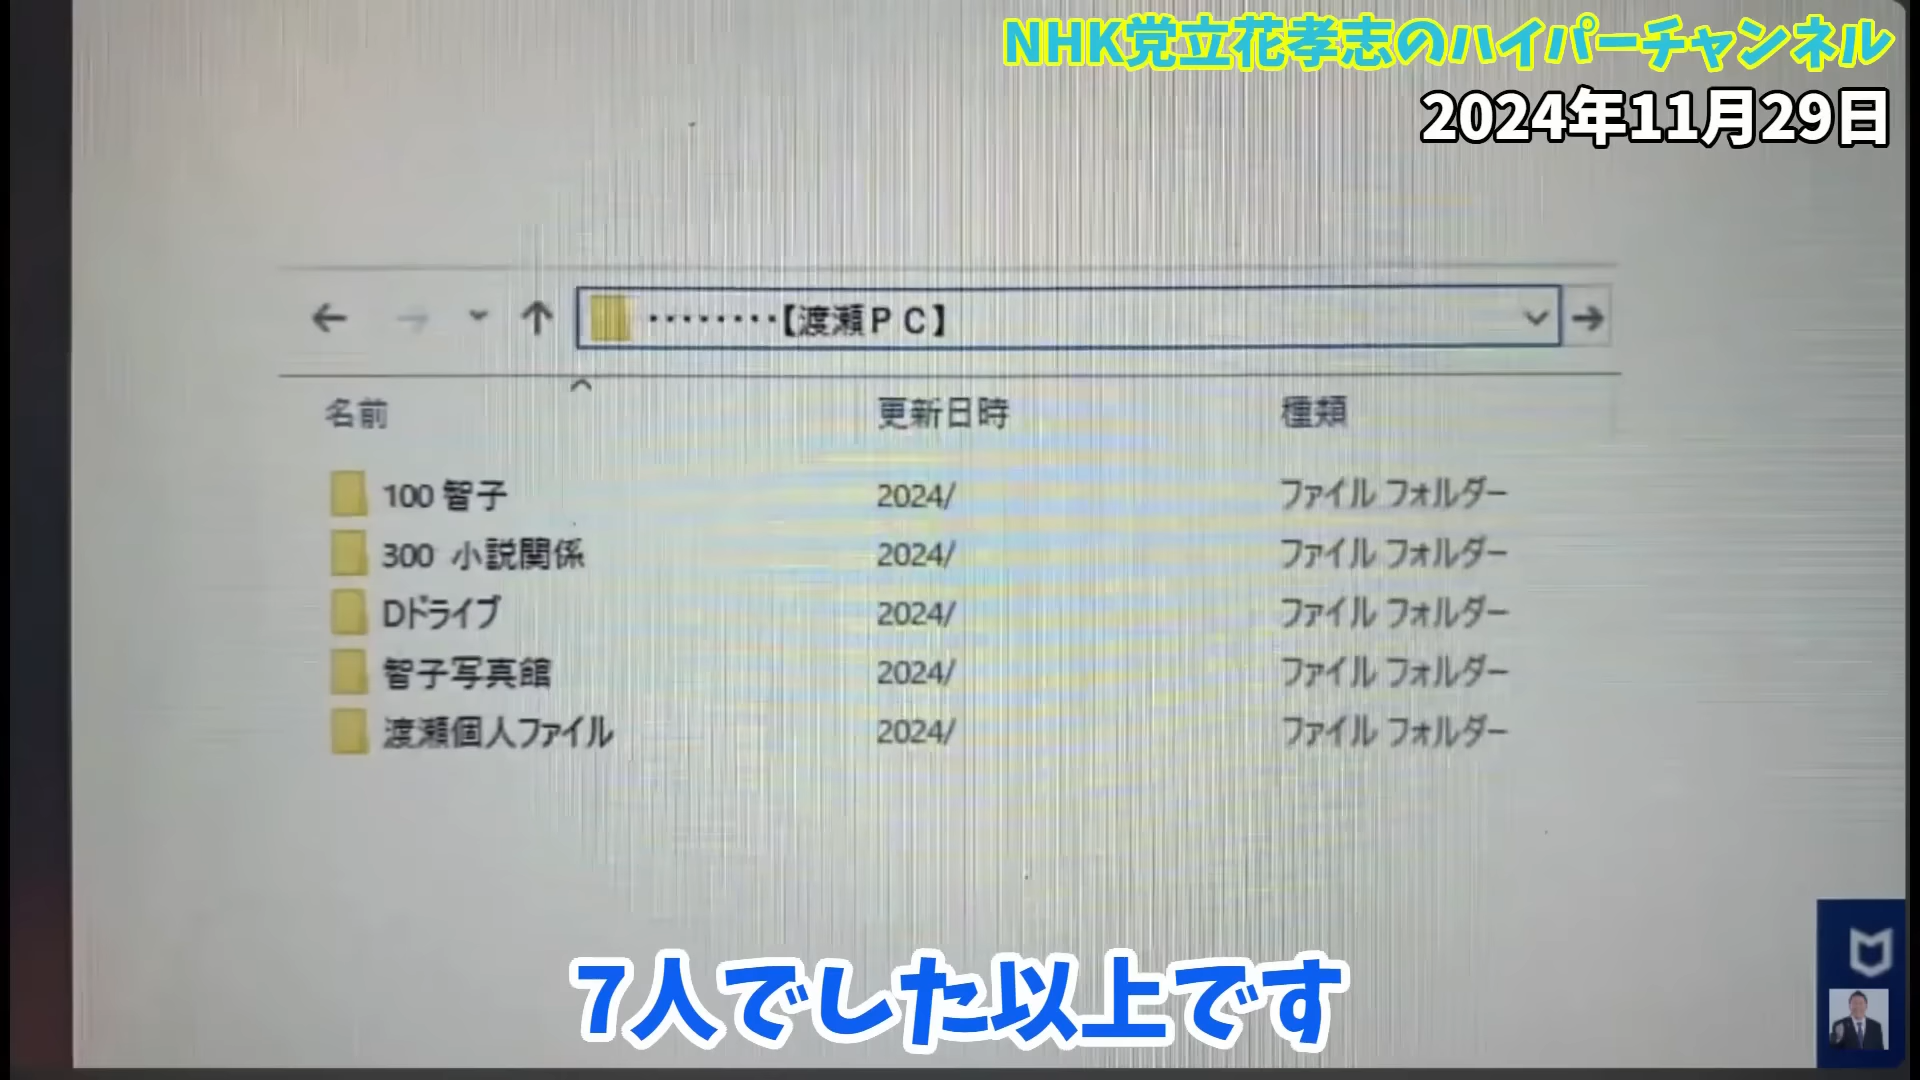 NHK党立花孝志のハイパーチャンネル
2024年11月29日
········【渡瀬PC】
名前 更新日時 種類
100 智子 2024/ ファイル フォルダー
300 小説関係 2024/ ファイル フォルダー
Dドライブ 2024/ ファイル フォルダー
智子写真館 2024/ ファイル フォルダー
渡瀬個人ファイル 2024/ ファイル フォルダー
7人でした以上です